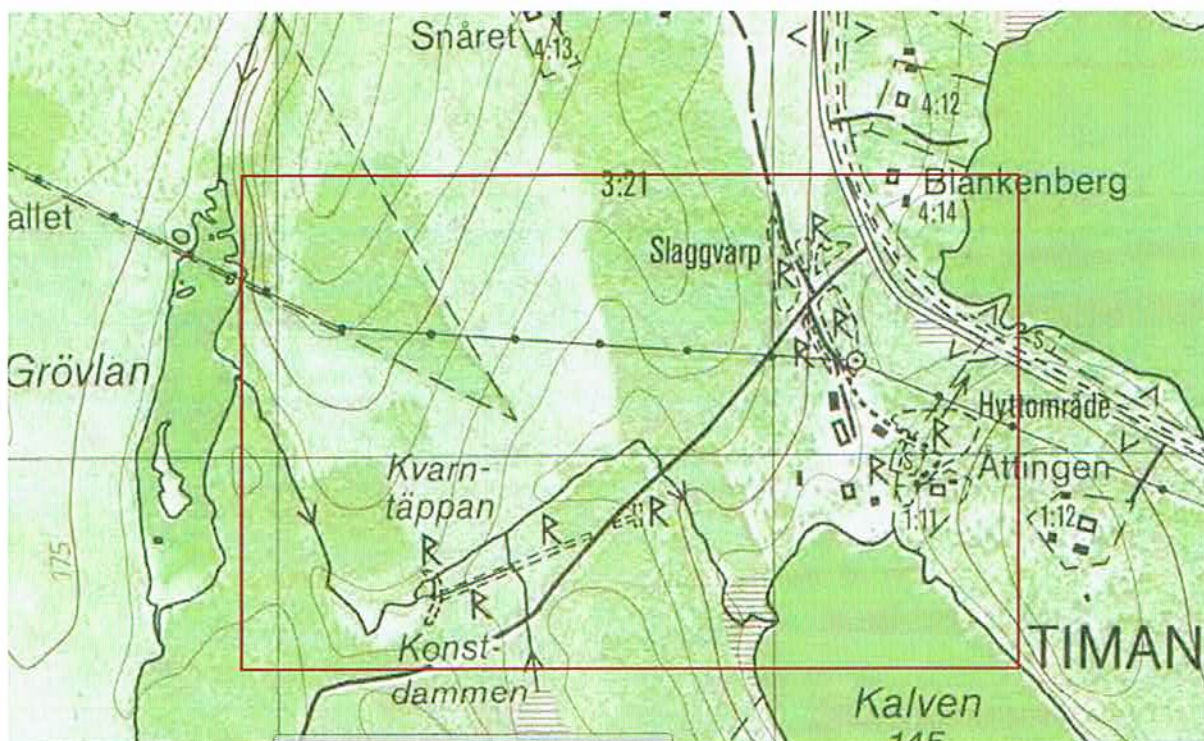 Snåret
4:13
4:12
3:21
Blankenberg
4:14
allet
Slaggvarp
R
R
R
R
Grövlan
S.J.
Hyttområde
R
Attingen
Kvarn-
täppan
R
S
1:11
1:12
R
R
R
R
175
Konst-
dammen
TIMAN
Kalven
145